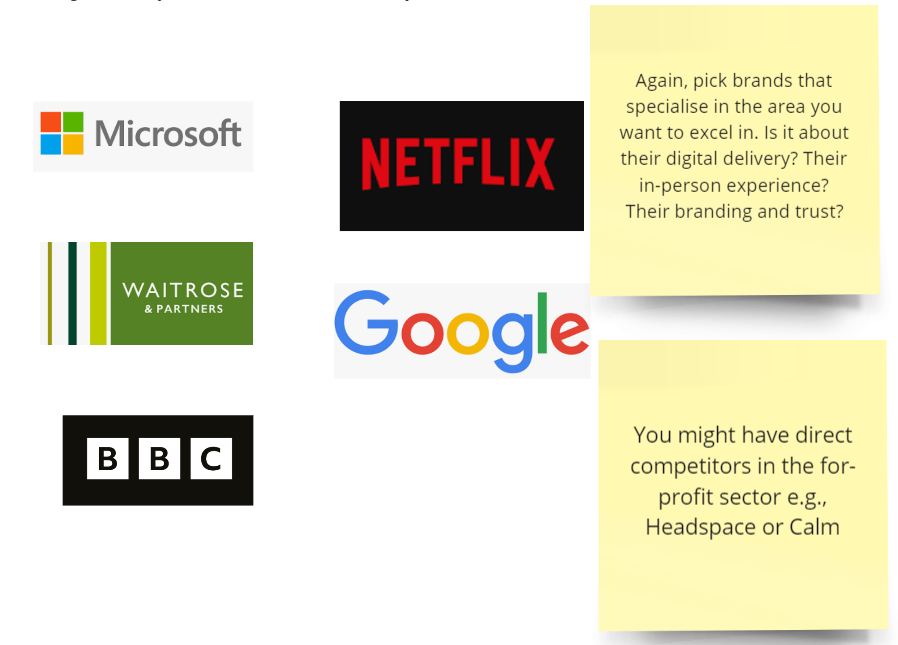 Microsoft
NETFLIX
WAITROSE
& PARTNERS
Google
B B C
Again, pick brands that
specialise in the area you
want to excel in. Is it about
their digital delivery? Their
in-person experience?
Their branding and trust?
You might have direct
competitors in the for-
profit sector e.g.,
Headspace or Calm